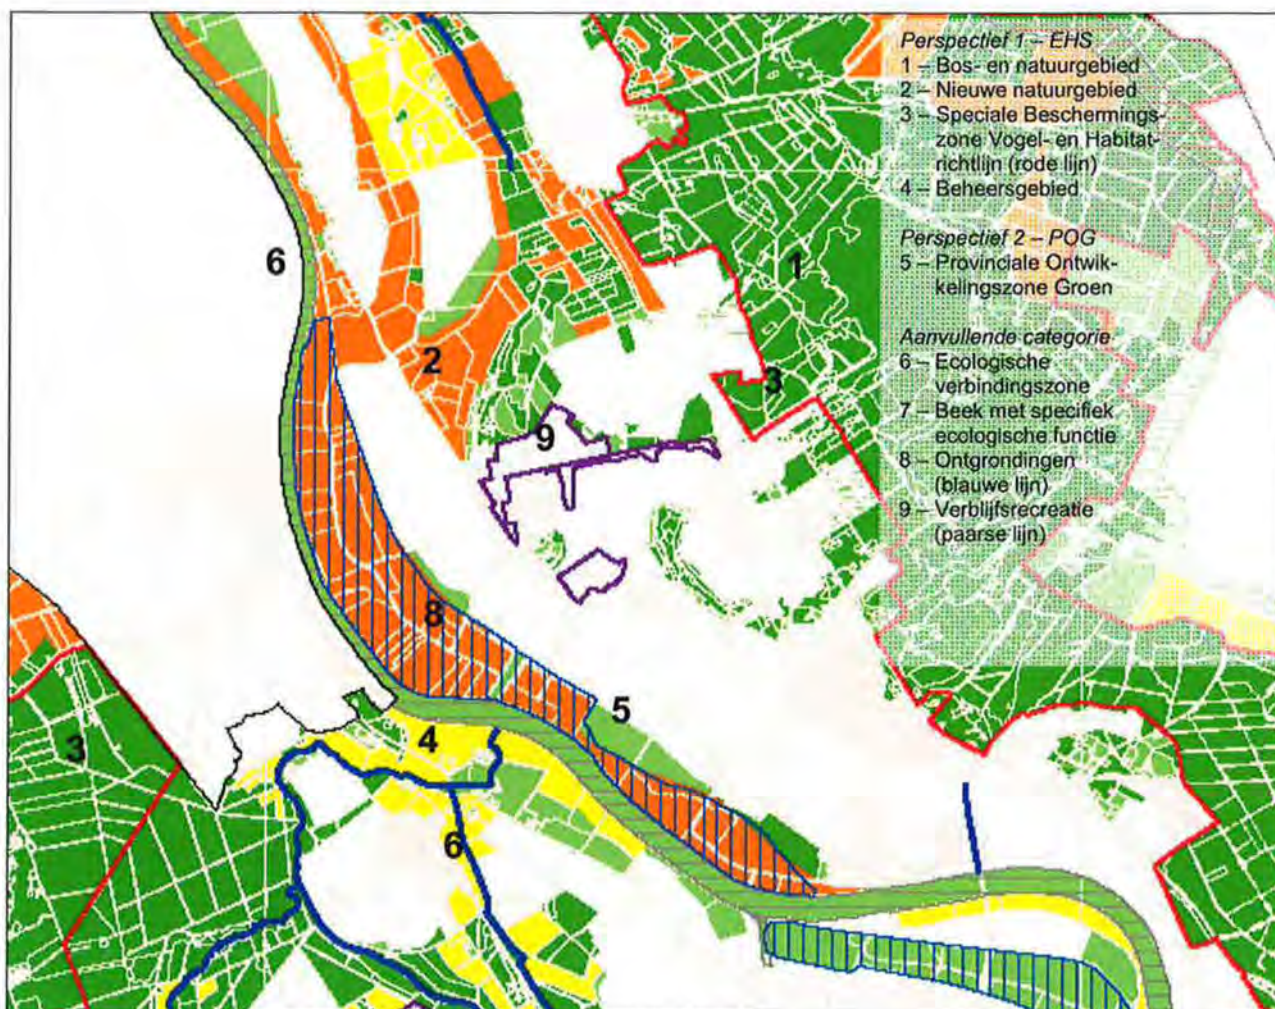 Perspectief 1 – EHS
1 – Bos- en natuurgebied
2 – Nieuwe natuurgebied
3 – Speciale Beschermings-
zone Vogel- en Habitat-
richtlijn (rode lijn)
4 – Beheersgebied
Perspectief 2 – POG
5 – Provinciale Ontwik-
kelingszone Groen
Aanvullende categorie
6 – Ecologische
verbindingszone
7 – Beek met specifiek
ecologische functie
8 – Ontgrondingen
(blauwe lijn)
9 – Verblijfsrecreatie
(paarse lijn)
6
1
2
3
9
8
5
4
3
6